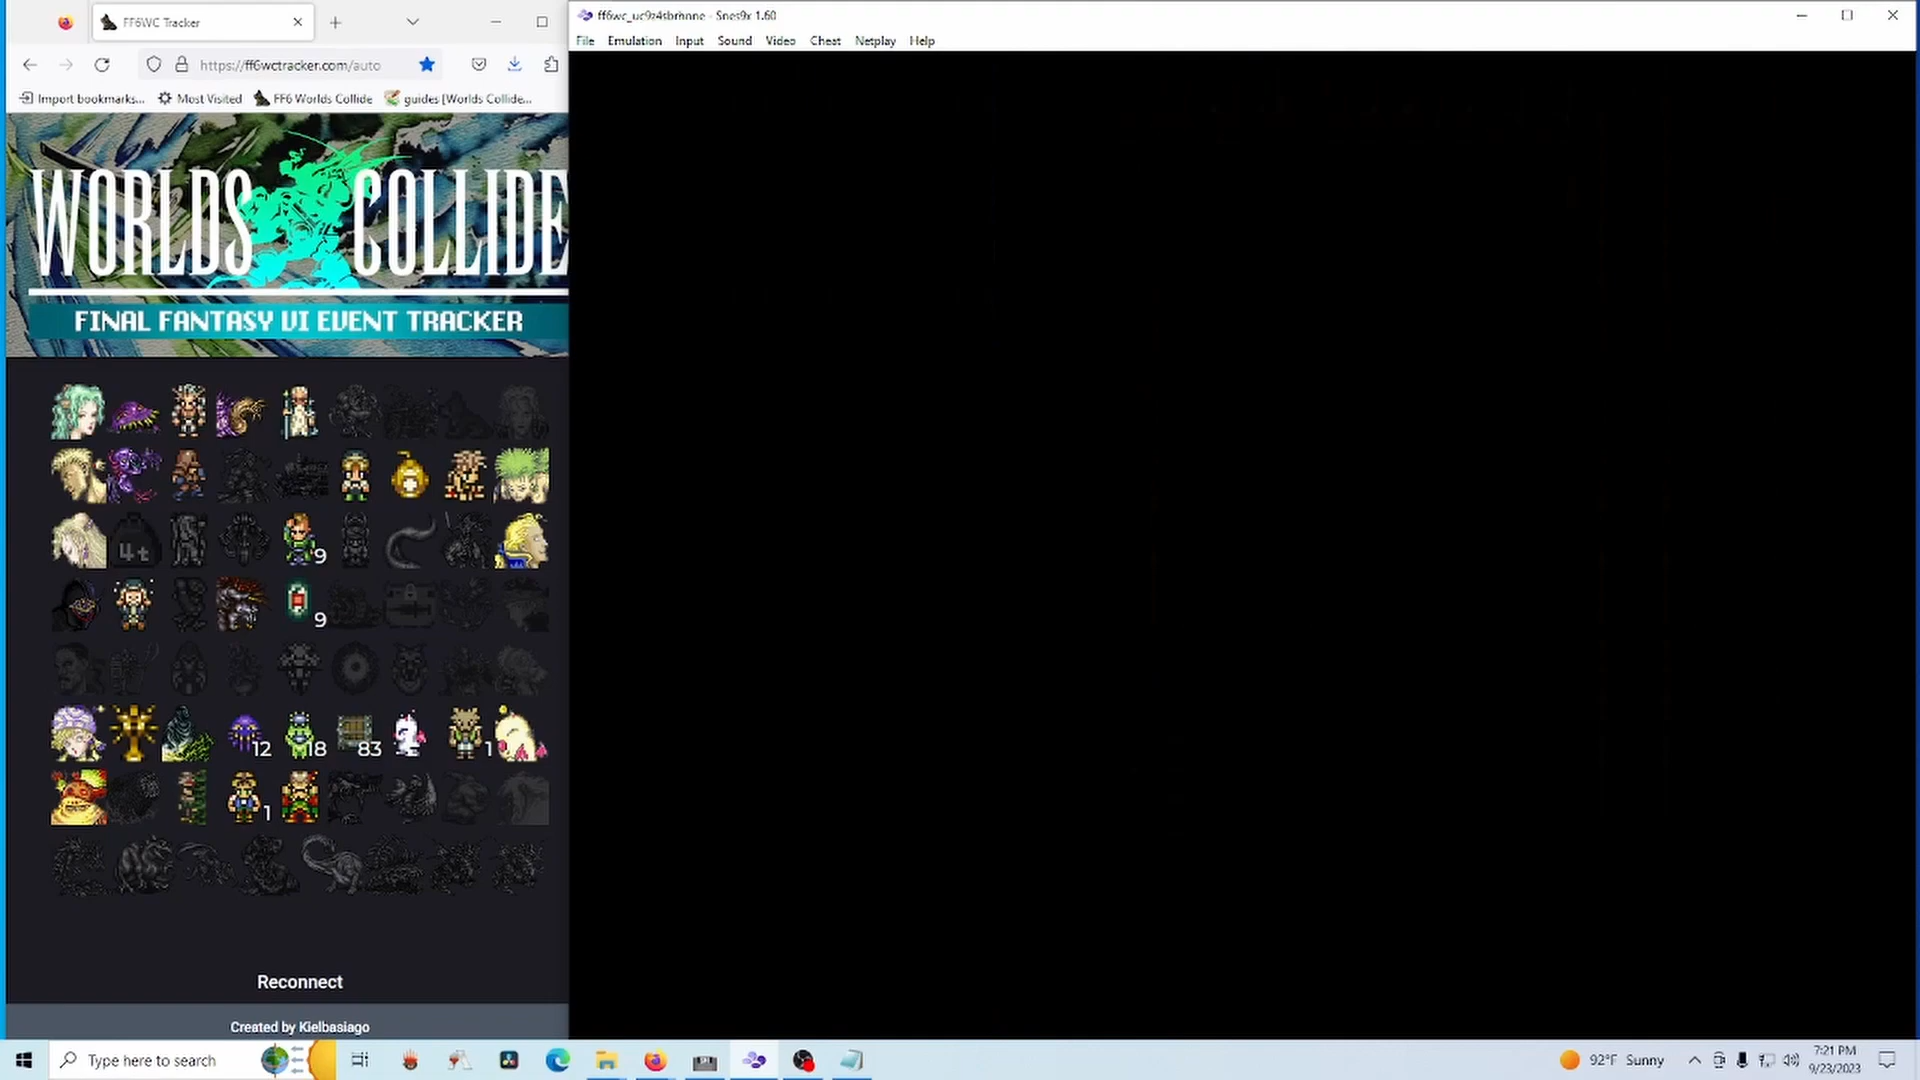 FF6WC Tracker
ff6wc_uc9z4sbrhnne - Snes9x 1.60
File Emulation Input Sound Video Cheat Netplay Help
https://ff6wctracker.com/auto
Import bookmarks... Most Visited FF6 Worlds Collide guides [Worlds Collide...
WORLDS COLLIDE
FINAL FANTASY VI EVENT TRACKER
4t
9
9
12 18 83 1
1
Reconnect
Created by Kielbasiago
Type here to search
92°F Sunny
7:21 PM
9/23/2023